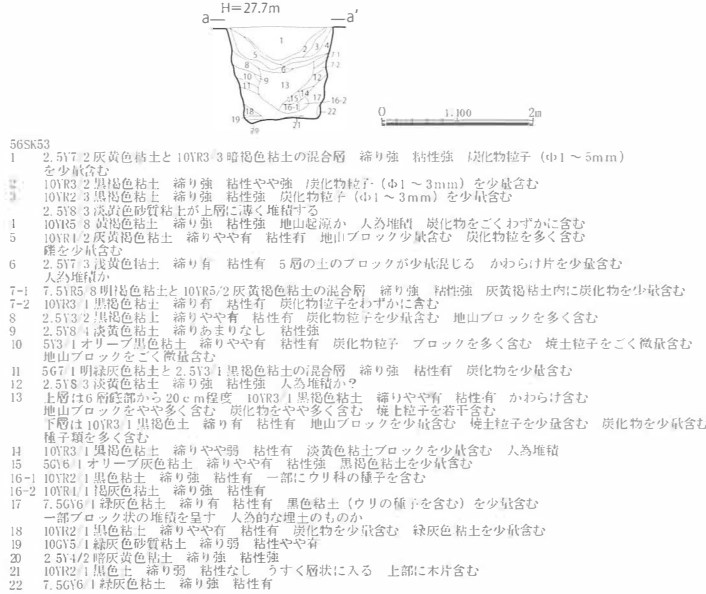 H=27.7m
a a'
1
2 3 4
5 7-1
6 7-2
8
10 9 12
11 13
14
15 17 16-2
16-1
18 22
19 21
20
0 1.100 2m
56SK53
1 2.5Y7/2灰黄色粘土と10YR3/3暗褐色粘土の混合層 締り強 粘性強 炭化物粒子(Φ1～5mm)
を少量含む
2 10YR3/2黒褐色粘土 締り強 粘性やや強 炭化物粒子(Φ1～3mm)を少量含む
3 10YR2/3黒褐色粘土 締り強 粘性強 炭化物粒子(Φ1～3mm)を少量含む
2.5Y8/3淡黄色砂質粘土が上層に薄く堆積する
4 10YR5/8黄褐色粘土 締り強 粘性強 地山起源か 人為堆積 炭化物をごくわずかに含む
5 10YR4/2灰黄褐色粘土 締りやや有 粘性有 地山ブロック少量含む 炭化物粒を多く含む
礫を少量含む
6 2.5Y7/3浅黄色粘土 締り有 粘性有 5層の土のブロックが少量混じる かわらけ片を少量含む
人為堆積か
7-1 7.5YR5/8明褐色粘土と10YR5/2灰黄褐色粘土の混合層 締り強 粘性強 灰黄褐粘土内に炭化物を少量含む
7-2 10YR3/1黒褐色粘土 締り有 粘性有 炭化物粒子をわずかに含む
8 2.5Y3/2黒褐色粘土 締りやや有 粘性有 炭化物粒子を少量含む 地山ブロックを多く含む
9 2.5Y8/4淡黄色粘土 締りあまりなし 粘性強
10 5Y3/1オリーブ黒色粘土 締りやや有 粘性有 炭化物粒子 ブロックを多く含む 焼土粒子をごく微量含む
地山ブロックをごく微量含む
11 5G7/1明緑灰色粘土と2.5Y3/1黒褐色粘土の混合層 締り強 粘性有 炭化物を少量含む
12 2.5Y8/3淡黄色粘土 締り強 粘性強 人為堆積か?
13 上層は6層底部から20cm程度 10YR3/1黒褐色粘土 締りやや有 粘性有 かわらけ含む
地山ブロックをやや多く含む 炭化物をやや多く含む 焼土粒子を若干含む
下層は10YR3/1黒褐色土 締り有 粘性有 地山ブロックを少量含む 焼土粒子を少量含む 炭化物を少量含む
種子類を多く含む
14 10YR3/1黒褐色粘土 締りやや弱 粘性有 淡黄色粘土ブロックを少量含む 人為堆積
15 5GY6/1オリーブ灰色粘土 締りやや有 粘性強 黒褐色粘土を少量含む
16-1 10YR2/1黒色粘土 締り強 粘性有 一部にウリ科の種子を含む
16-2 10YR4/1褐灰色粘土 締り強 粘性有
17 7.5GY6/1緑灰色粘土 締り有 粘性有 黒色粘土(ウリの種子を含む)を少量含む
一部ブロック状の堆積を呈す 人為的な埋土のものか
18 10YR2/1黒色粘土 締りやや有 粘性有 炭化物を少量含む 緑灰色粘土を少量含む
19 10GY5/1緑灰色砂質粘土 締り弱 粘性やや有
20 2.5Y4/2暗灰黄色粘土 締り強 粘性強
21 10YR2/1黒色土 締り弱 粘性なし うすく層状に入る 上部に木片含む
22 7.5GY6/1緑灰色粘土 締り強 粘性有